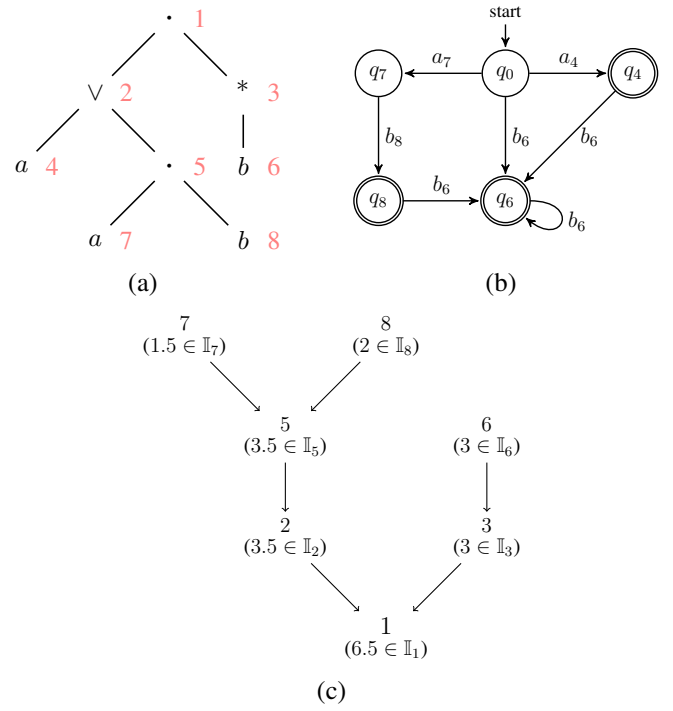 · 1
∨ 2
* 3
a 4
· 5
b 6
a 7
b 8
(a)
start
q₇
a₇
q₀
a₄
q₄
b₈
b₆
b₆
q₈
b₆
q₆
b₆
(b)
7
(1.5 ∈ 𝕀₇)
8
(2 ∈ 𝕀₈)
5
(3.5 ∈ 𝕀₅)
6
(3 ∈ 𝕀₆)
2
(3.5 ∈ 𝕀₂)
3
(3 ∈ 𝕀₃)
1
(6.5 ∈ 𝕀₁)
(c)